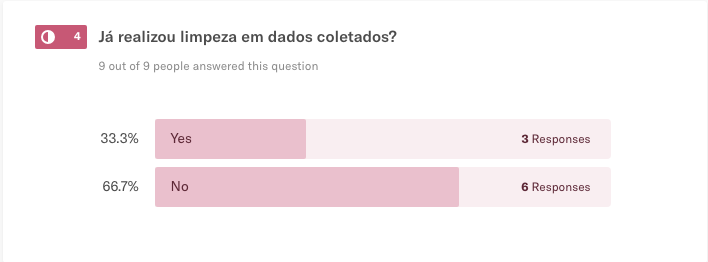 4 Já realizou limpeza em dados coletados?
9 out of 9 people answered this question
33.3% Yes 3 Responses
66.7% No 6 Responses